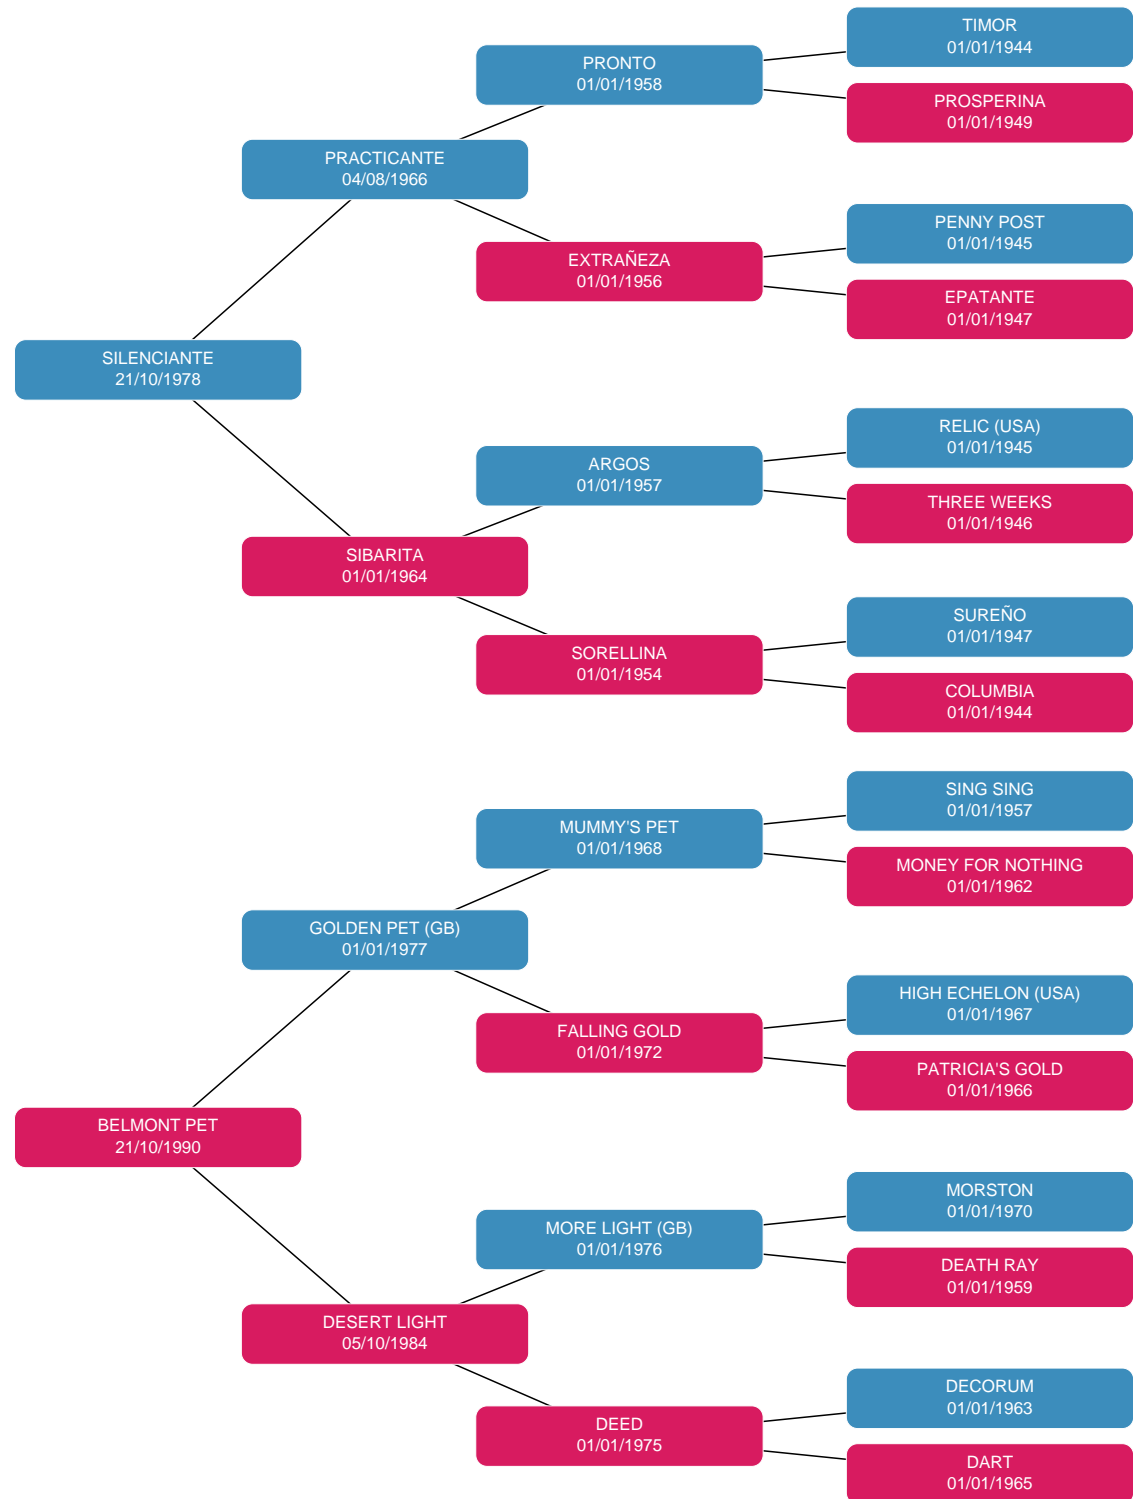 TIMOR
01/01/1944
PRONTO
01/01/1958
PROSPERINA
01/01/1949
PRACTICANTE
04/08/1966
PENNY POST
01/01/1945
EXTRAÑEZA
01/01/1956
EPATANTE
01/01/1947
SILENCIANTE
21/10/1978
RELIC (USA)
01/01/1945
ARGOS
01/01/1957
THREE WEEKS
01/01/1946
SIBARITA
01/01/1964
SUREÑO
01/01/1947
SORELLINA
01/01/1954
COLUMBIA
01/01/1944
SING SING
01/01/1957
MUMMY'S PET
01/01/1968
MONEY FOR NOTHING
01/01/1962
GOLDEN PET (GB)
01/01/1977
HIGH ECHELON (USA)
01/01/1967
FALLING GOLD
01/01/1972
PATRICIA'S GOLD
01/01/1966
BELMONT PET
21/10/1990
MORSTON
01/01/1970
MORE LIGHT (GB)
01/01/1976
DEATH RAY
01/01/1959
DESERT LIGHT
05/10/1984
DECORUM
01/01/1963
DEED
01/01/1975
DART
01/01/1965